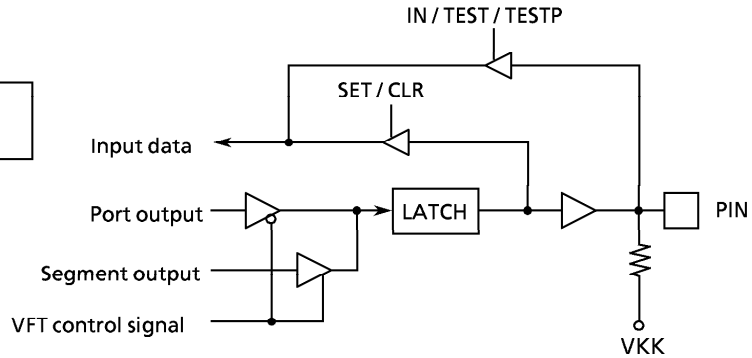 IN / TEST / TESTP
SET / CLR
Input data
Port output
LATCH
PIN
Segment output
VFT control signal
VKK